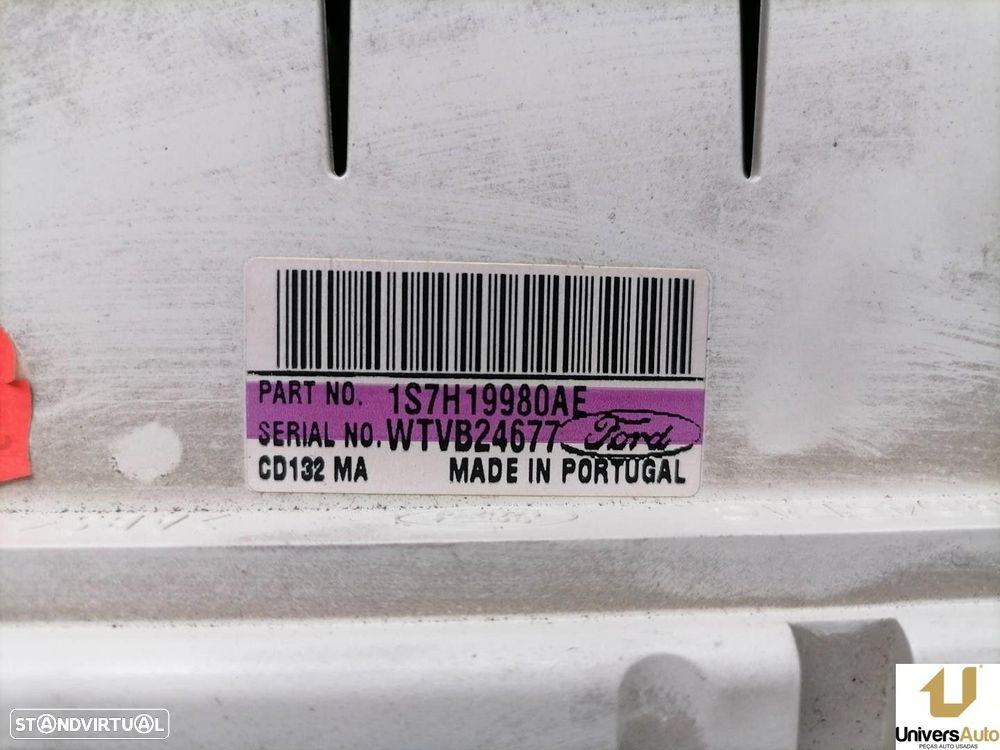 PART NO. 1S7H19980AE
SERIAL NO. WTVB24677 Ford
CD132 MA MADE IN PORTUGAL
STANDVIRTUAL
UniversAuto
PEÇAS AUTO USADAS